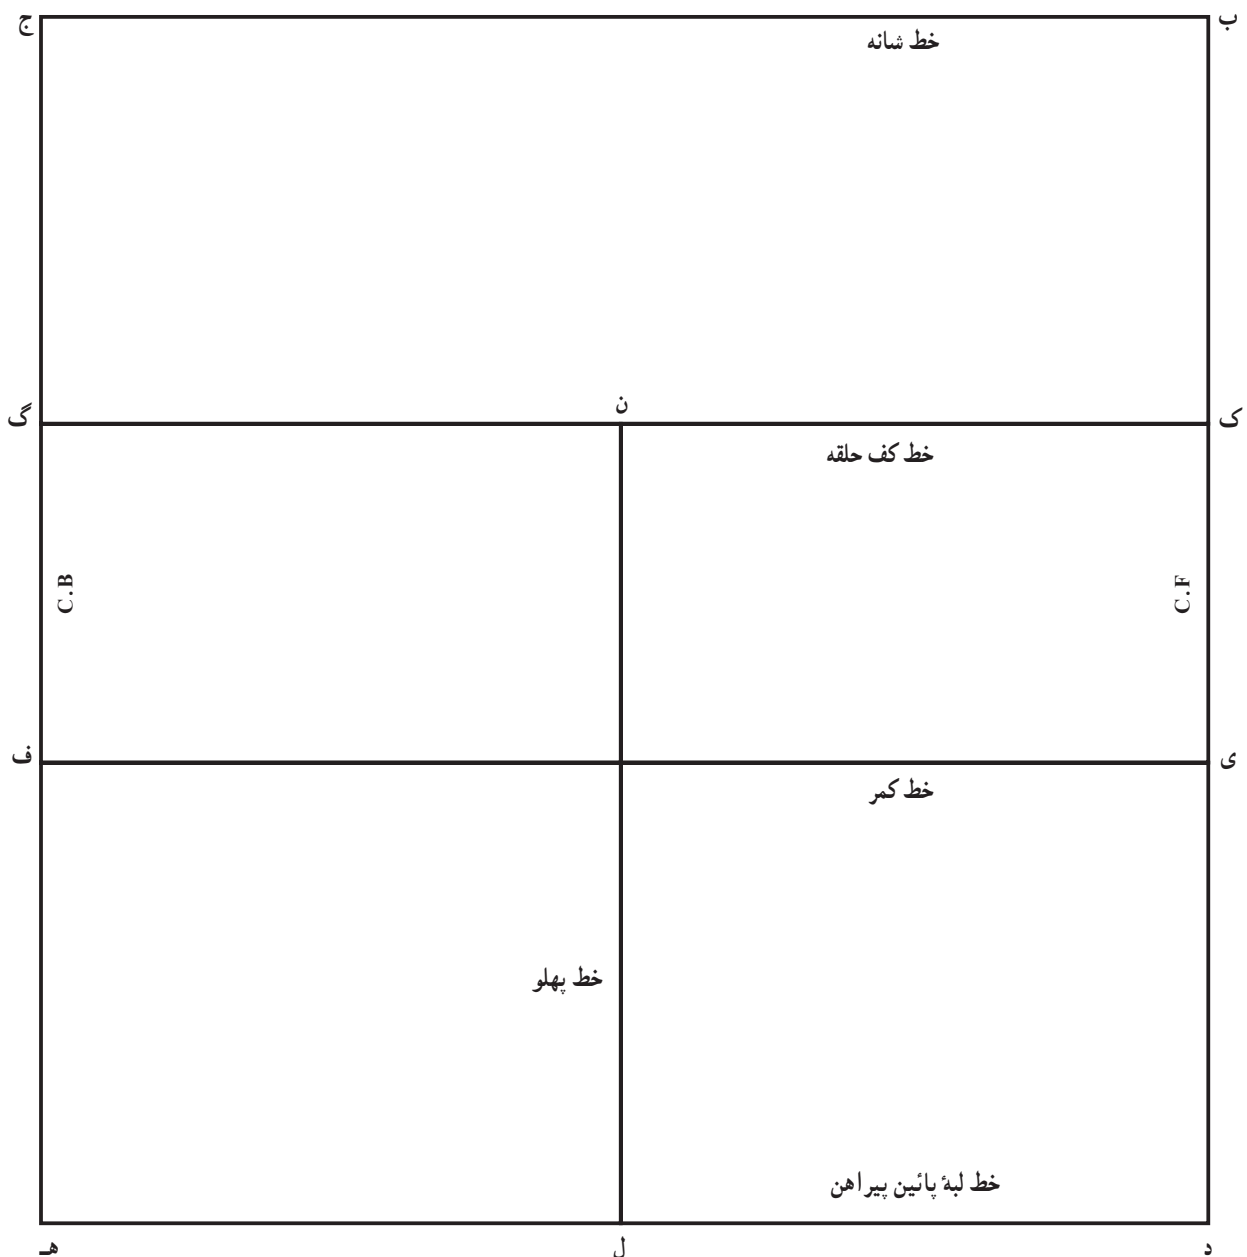 ب
ج
خط شانه
ن
ک
گ
خط کف حلقه
C.F
C.B
ی
ف
خط کمر
خط پهلو
خط لبهٔ پائین پیراهن
د
ل
هـ